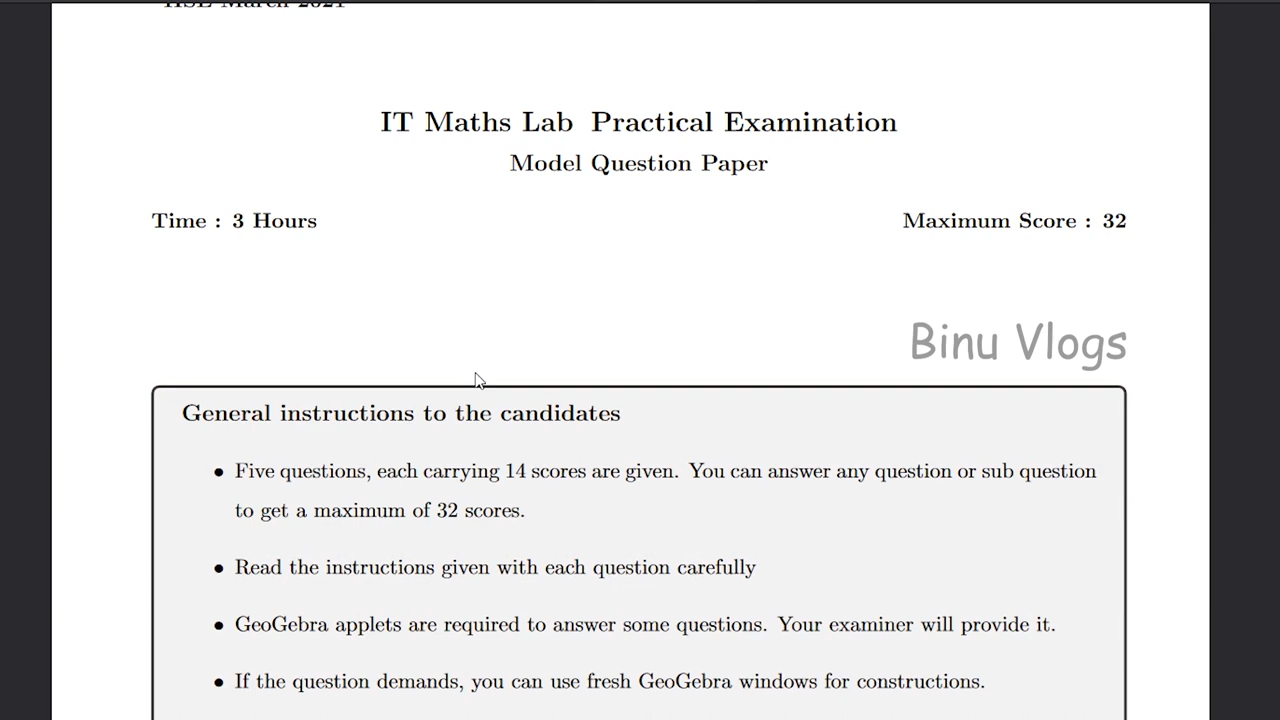 HSE March 2021
IT Maths Lab Practical Examination
Model Question Paper
Time : 3 Hours
Maximum Score : 32
Binu Vlogs
General instructions to the candidates
• Five questions, each carrying 14 scores are given. You can answer any question or sub question
to get a maximum of 32 scores.
• Read the instructions given with each question carefully
• GeoGebra applets are required to answer some questions. Your examiner will provide it.
• If the question demands, you can use fresh GeoGebra windows for constructions.